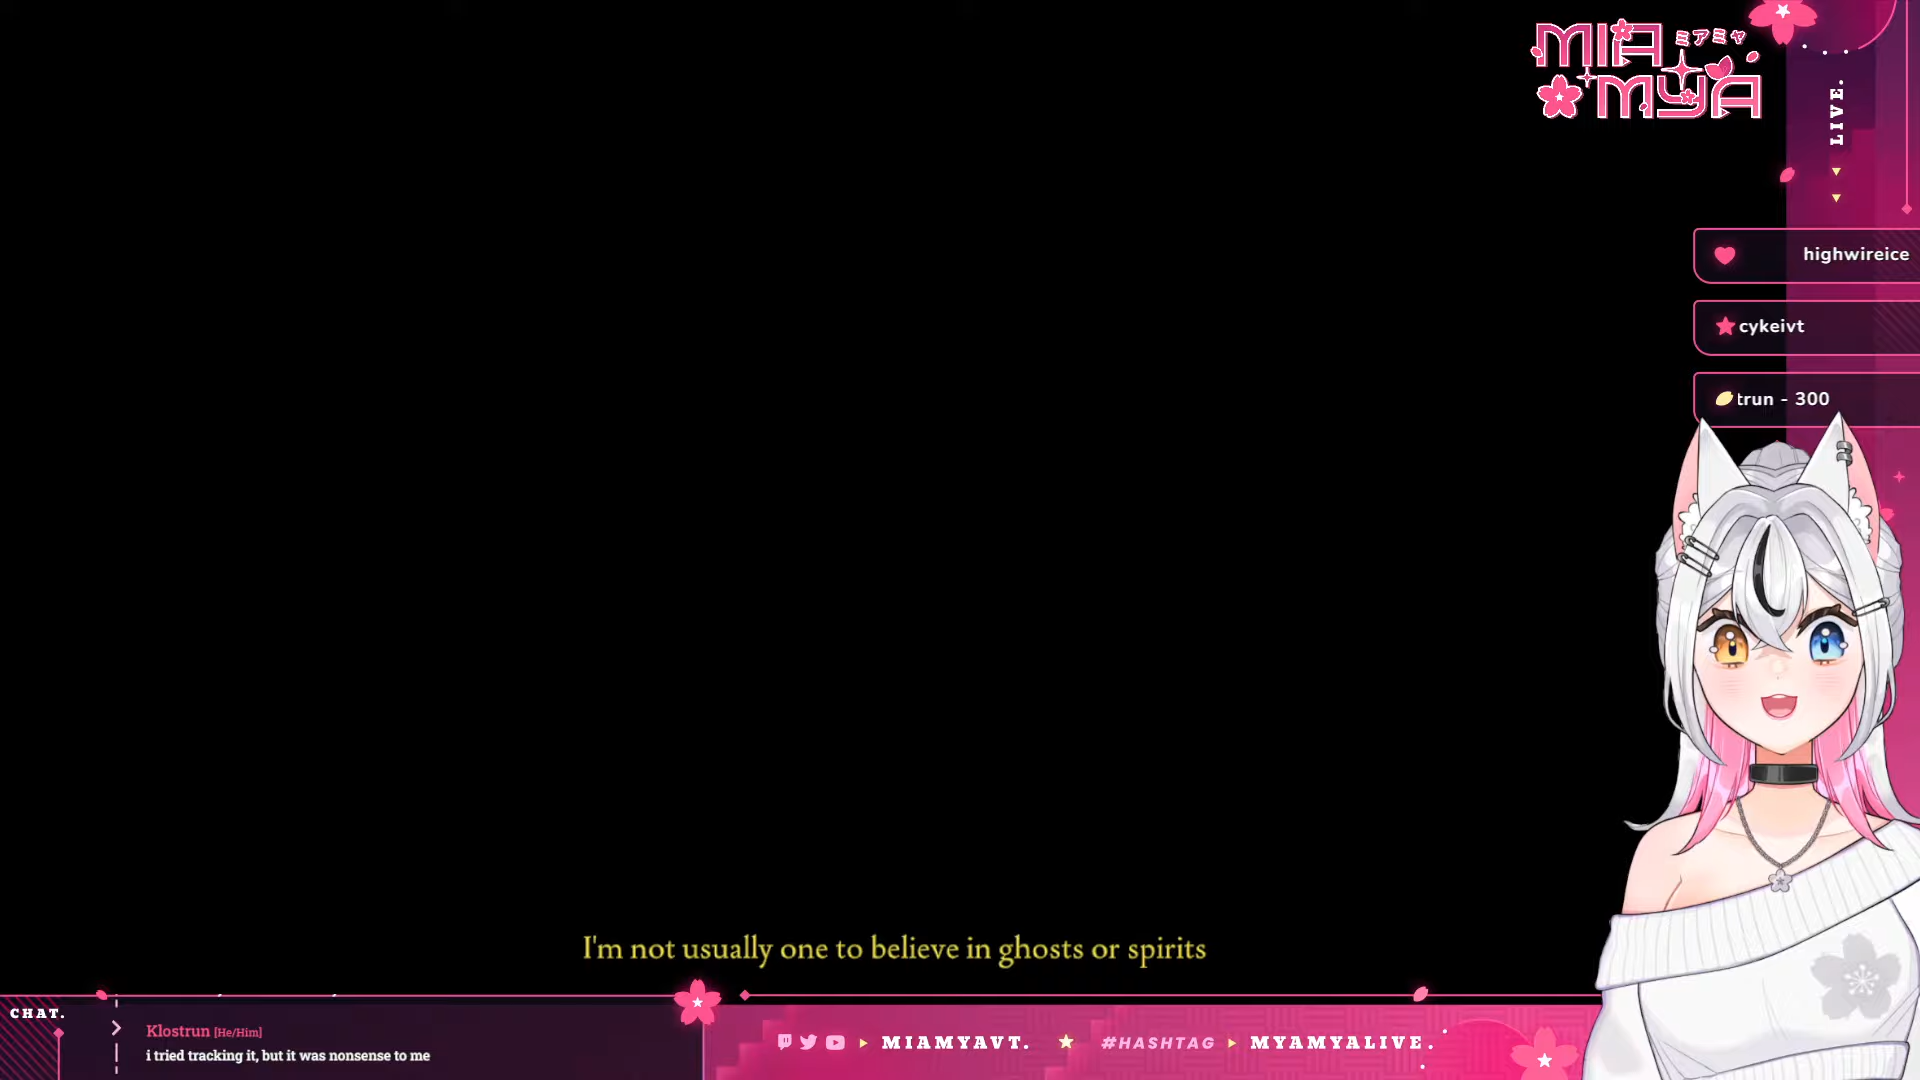 MIA ミアミャ
MYA
LIVE.
highwireice
cykeivt
trun - 300
I'm not usually one to believe in ghosts or spirits
CHAT.
Klostrun [He/Him]
i tried tracking it, but it was nonsense to me
MIAMYAVT.
#HASHTAG
MYAMYALIVE.